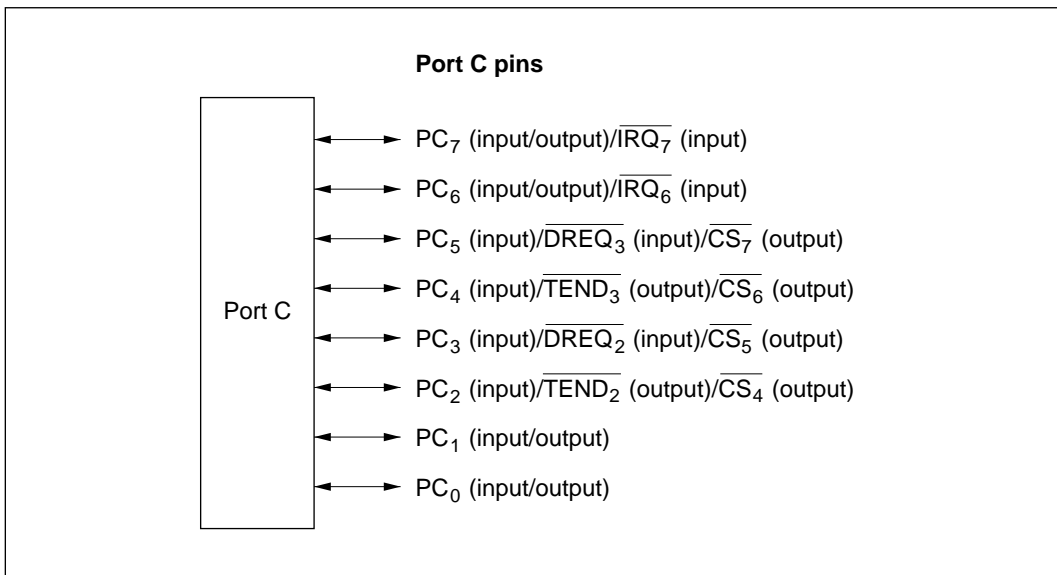 Port C pins
PC7 (input/output)/IRQ7 (input)
PC6 (input/output)/IRQ6 (input)
PC5 (input)/DREQ3 (input)/CS7 (output)
PC4 (input)/TEND3 (output)/CS6 (output)
Port C
PC3 (input)/DREQ2 (input)/CS5 (output)
PC2 (input)/TEND2 (output)/CS4 (output)
PC1 (input/output)
PC0 (input/output)